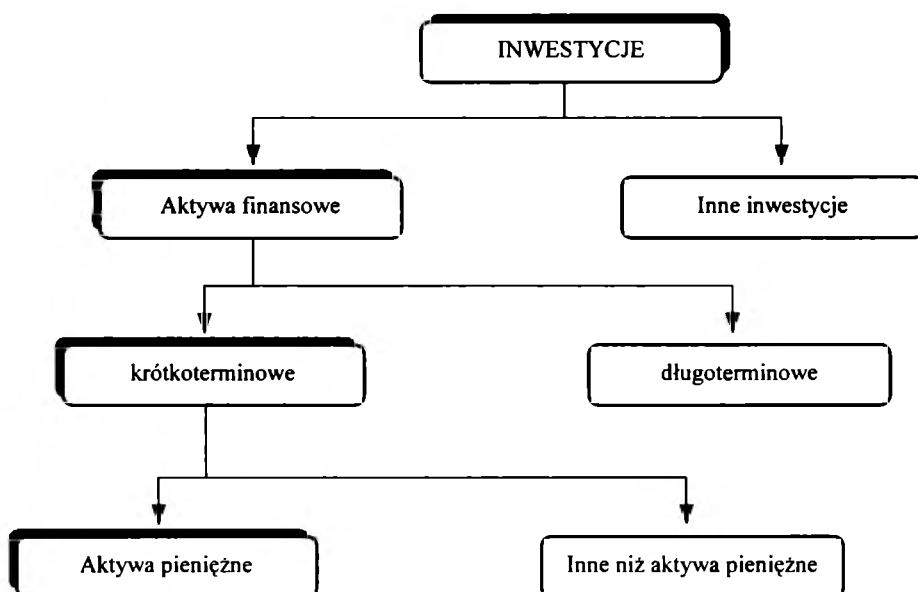 INWESTYCJE
Aktywa finansowe
Inne inwestycje
krótkoterminowe
długoterminowe
Aktywa pieniężne
Inne niż aktywa pieniężne